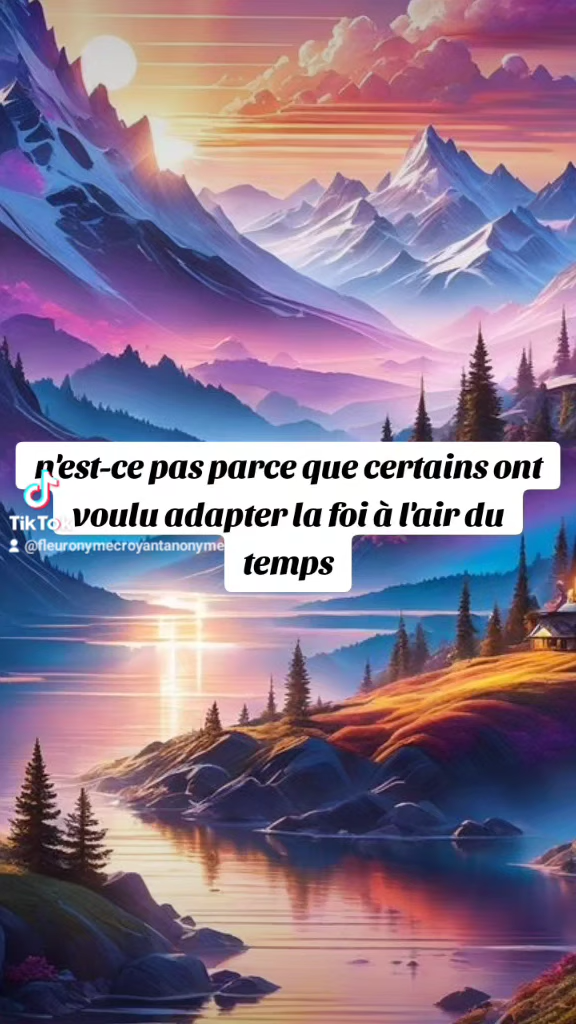 n'est-ce pas parce que certains ont
voulu adapter la foi à l'air du
temps
TikTok
@fleuronymecroyantanonyme